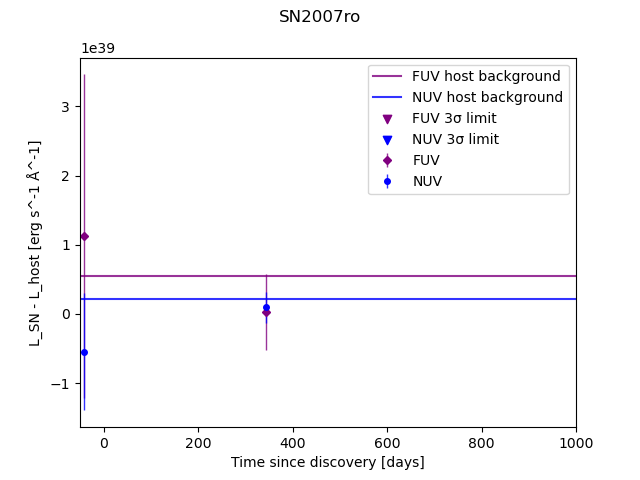 SN2007ro
1e39
FUV host background
NUV host background
FUV 3σ limit
NUV 3σ limit
FUV
NUV
L_SN - L_host [erg s^-1 Å^-1]
3
2
1
0
−1
0 200 400 600 800 1000
Time since discovery [days]